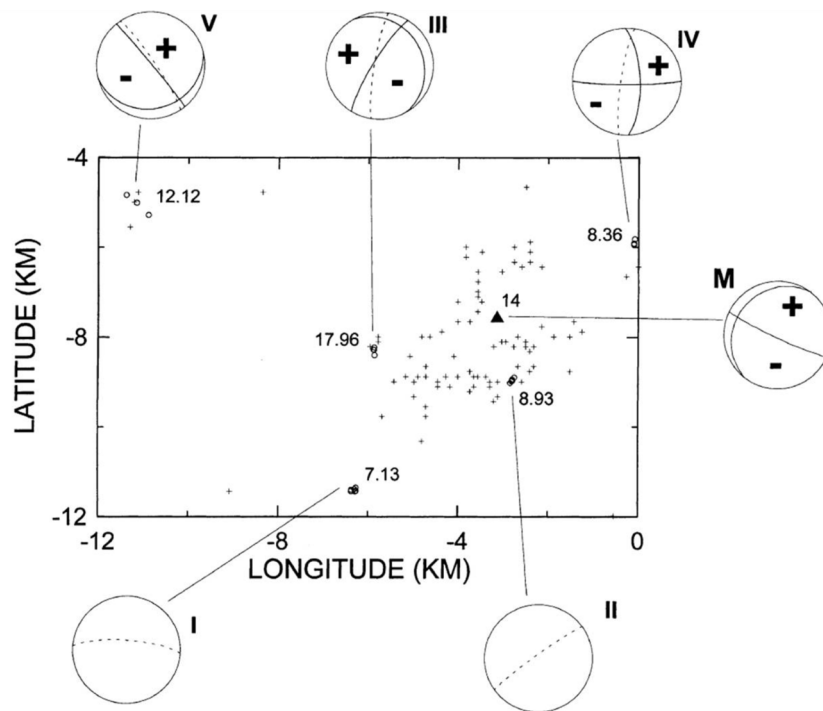 V
III
IV
+
-
+
-
+
-
-4
12.12
8.36
M
14
+
-
LATITUDE (KM)
-8
17.96
8.93
7.13
-12
-12
-8
-4
0
LONGITUDE (KM)
I
II